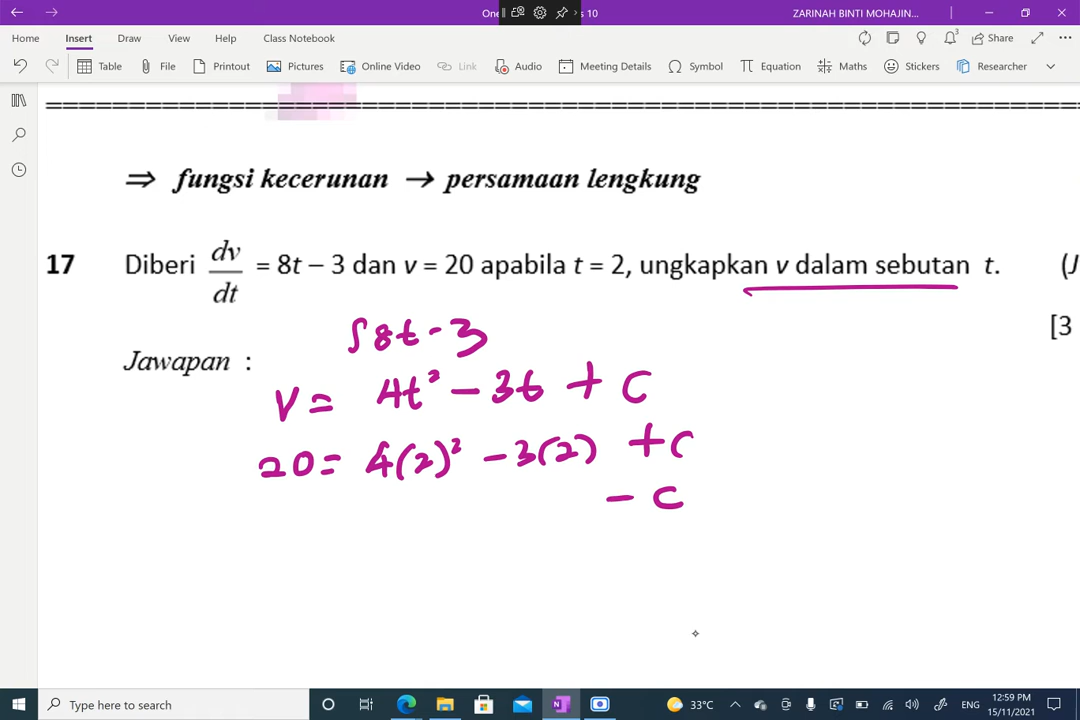 One
s 10
ZARINAH BINTI MOHAJIN...
Home Insert Draw View Help Class Notebook
3
Share
Table File Printout Pictures Online Video Link Audio Meeting Details Symbol Equation Maths Stickers Researcher
================================================
⇒ fungsi kecerunan → persamaan lengkung
17 Diberi dv/dt = 8t – 3 dan v = 20 apabila t = 2, ungkapkan v dalam sebutan t. (J
[3
∫8t - 3
Jawapan :
v = 4t² - 3t + C
20 = 4(2)² - 3(2) + C
- C
Type here to search
33°C
ENG
12:59 PM
15/11/2021